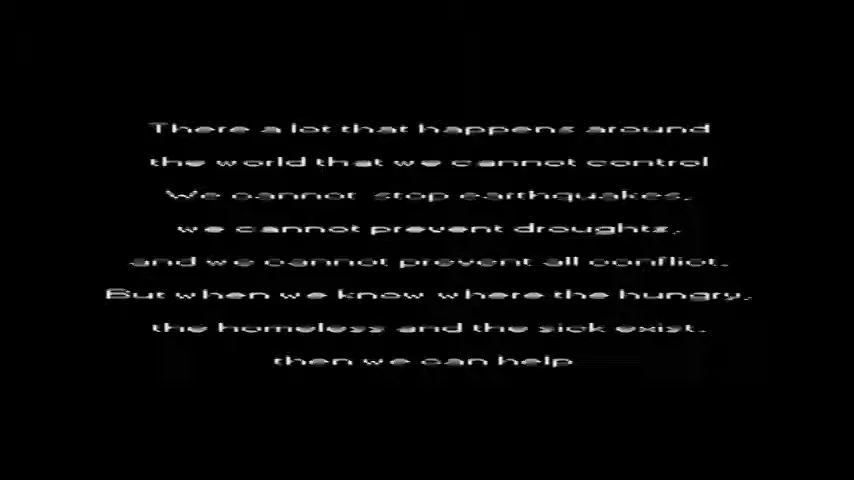 There a lot that happens around
the world that we cannot control
We cannot stop earthquakes,
we cannot prevent droughts,
and we cannot prevent all conflict.
But when we know where the hungry,
the homeless and the sick exist.
then we can help